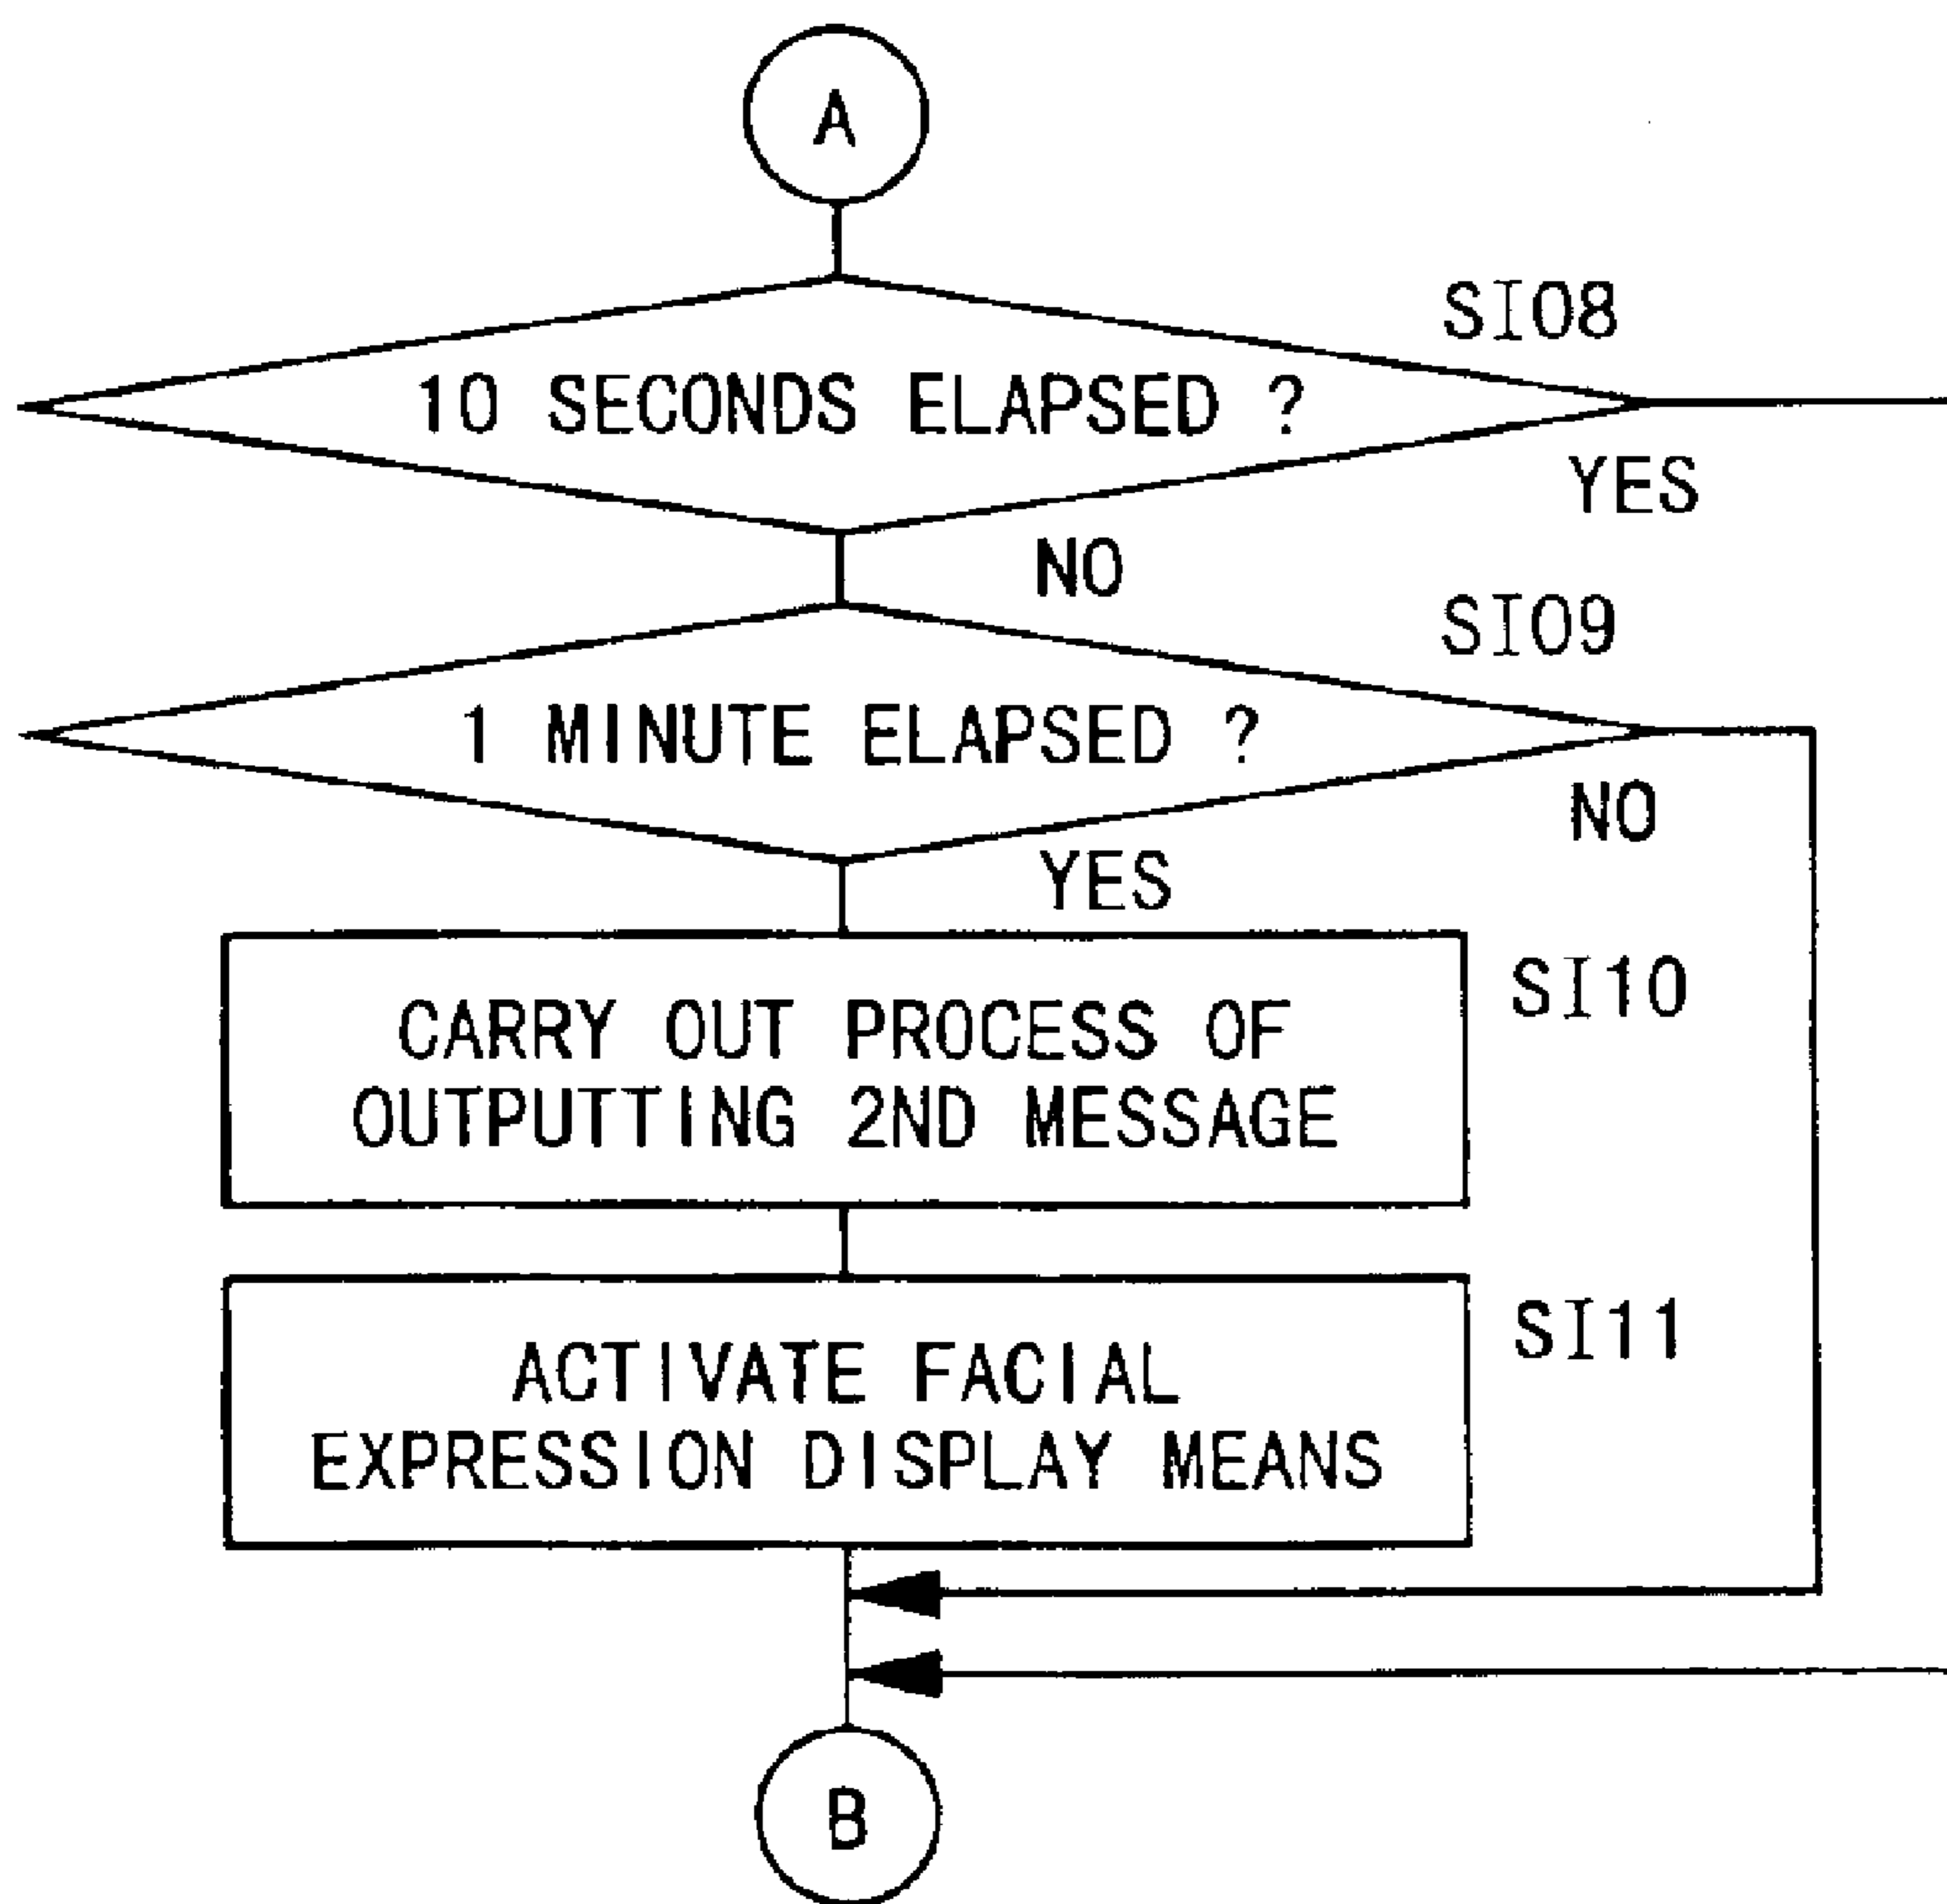 A
SI08
10 SECONDS ELAPSED ?
YES
NO
SI09
1 MINUTE ELAPSED ?
NO
YES
SI10
CARRY OUT PROCESS OF
OUTPUTTING 2ND MESSAGE
SI11
ACTIVATE FACIAL
EXPRESSION DISPLAY MEANS
B